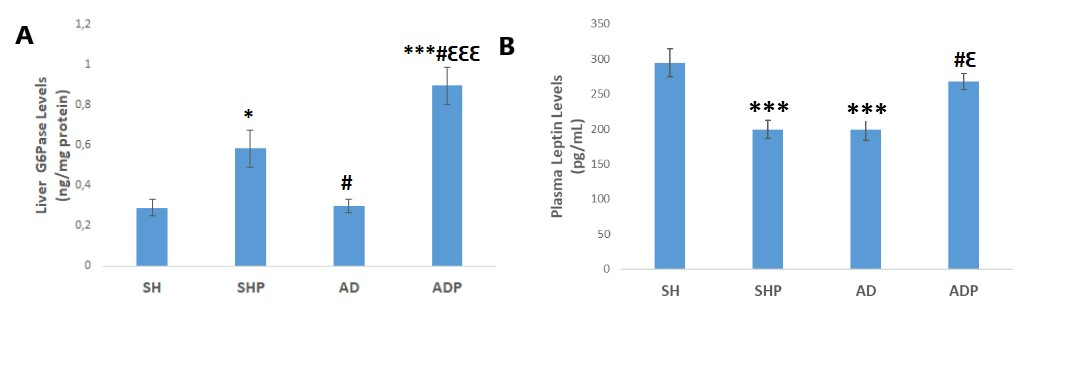 A
Liver G6Pase Levels
(ng/mg protein)
1,2
1
0,8
0,6
0,4
0,2
0
*
#
***#ƐƐƐ
SH SHP AD ADP
B
Plasma Leptin Levels
(pg/mL)
350
300
250
200
150
100
50
0
***
***
#Ɛ
SH SHP AD ADP